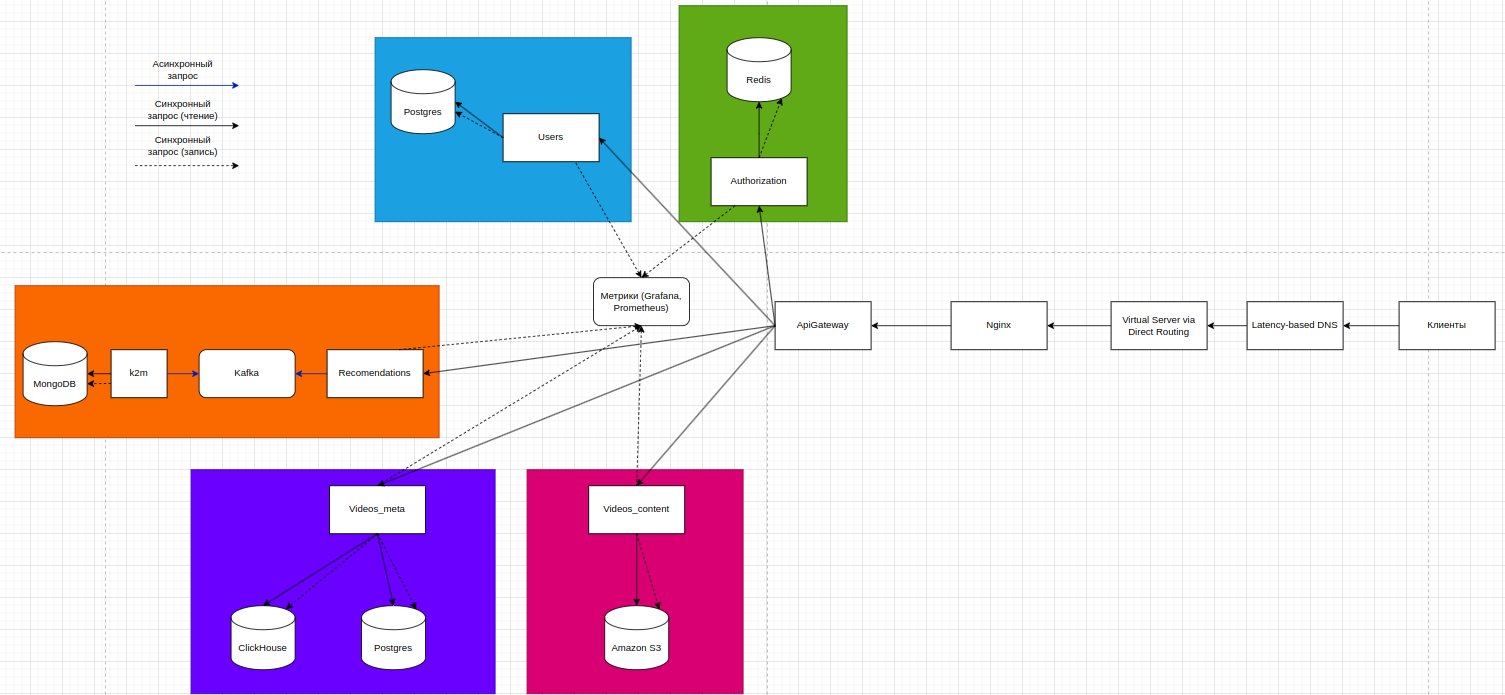 Асинхронный
запрос
Синхронный
запрос (чтение)
Синхронный
запрос (запись)
Postgres
Users
Redis
Authorization
Метрики (Grafana,
Prometheus)
ApiGateway
Nginx
Virtual Server via
Direct Routing
Latency-based DNS
Клиенты
MongoDB
k2m
Kafka
Recomendations
Videos_meta
ClickHouse
Postgres
Videos_content
Amazon S3